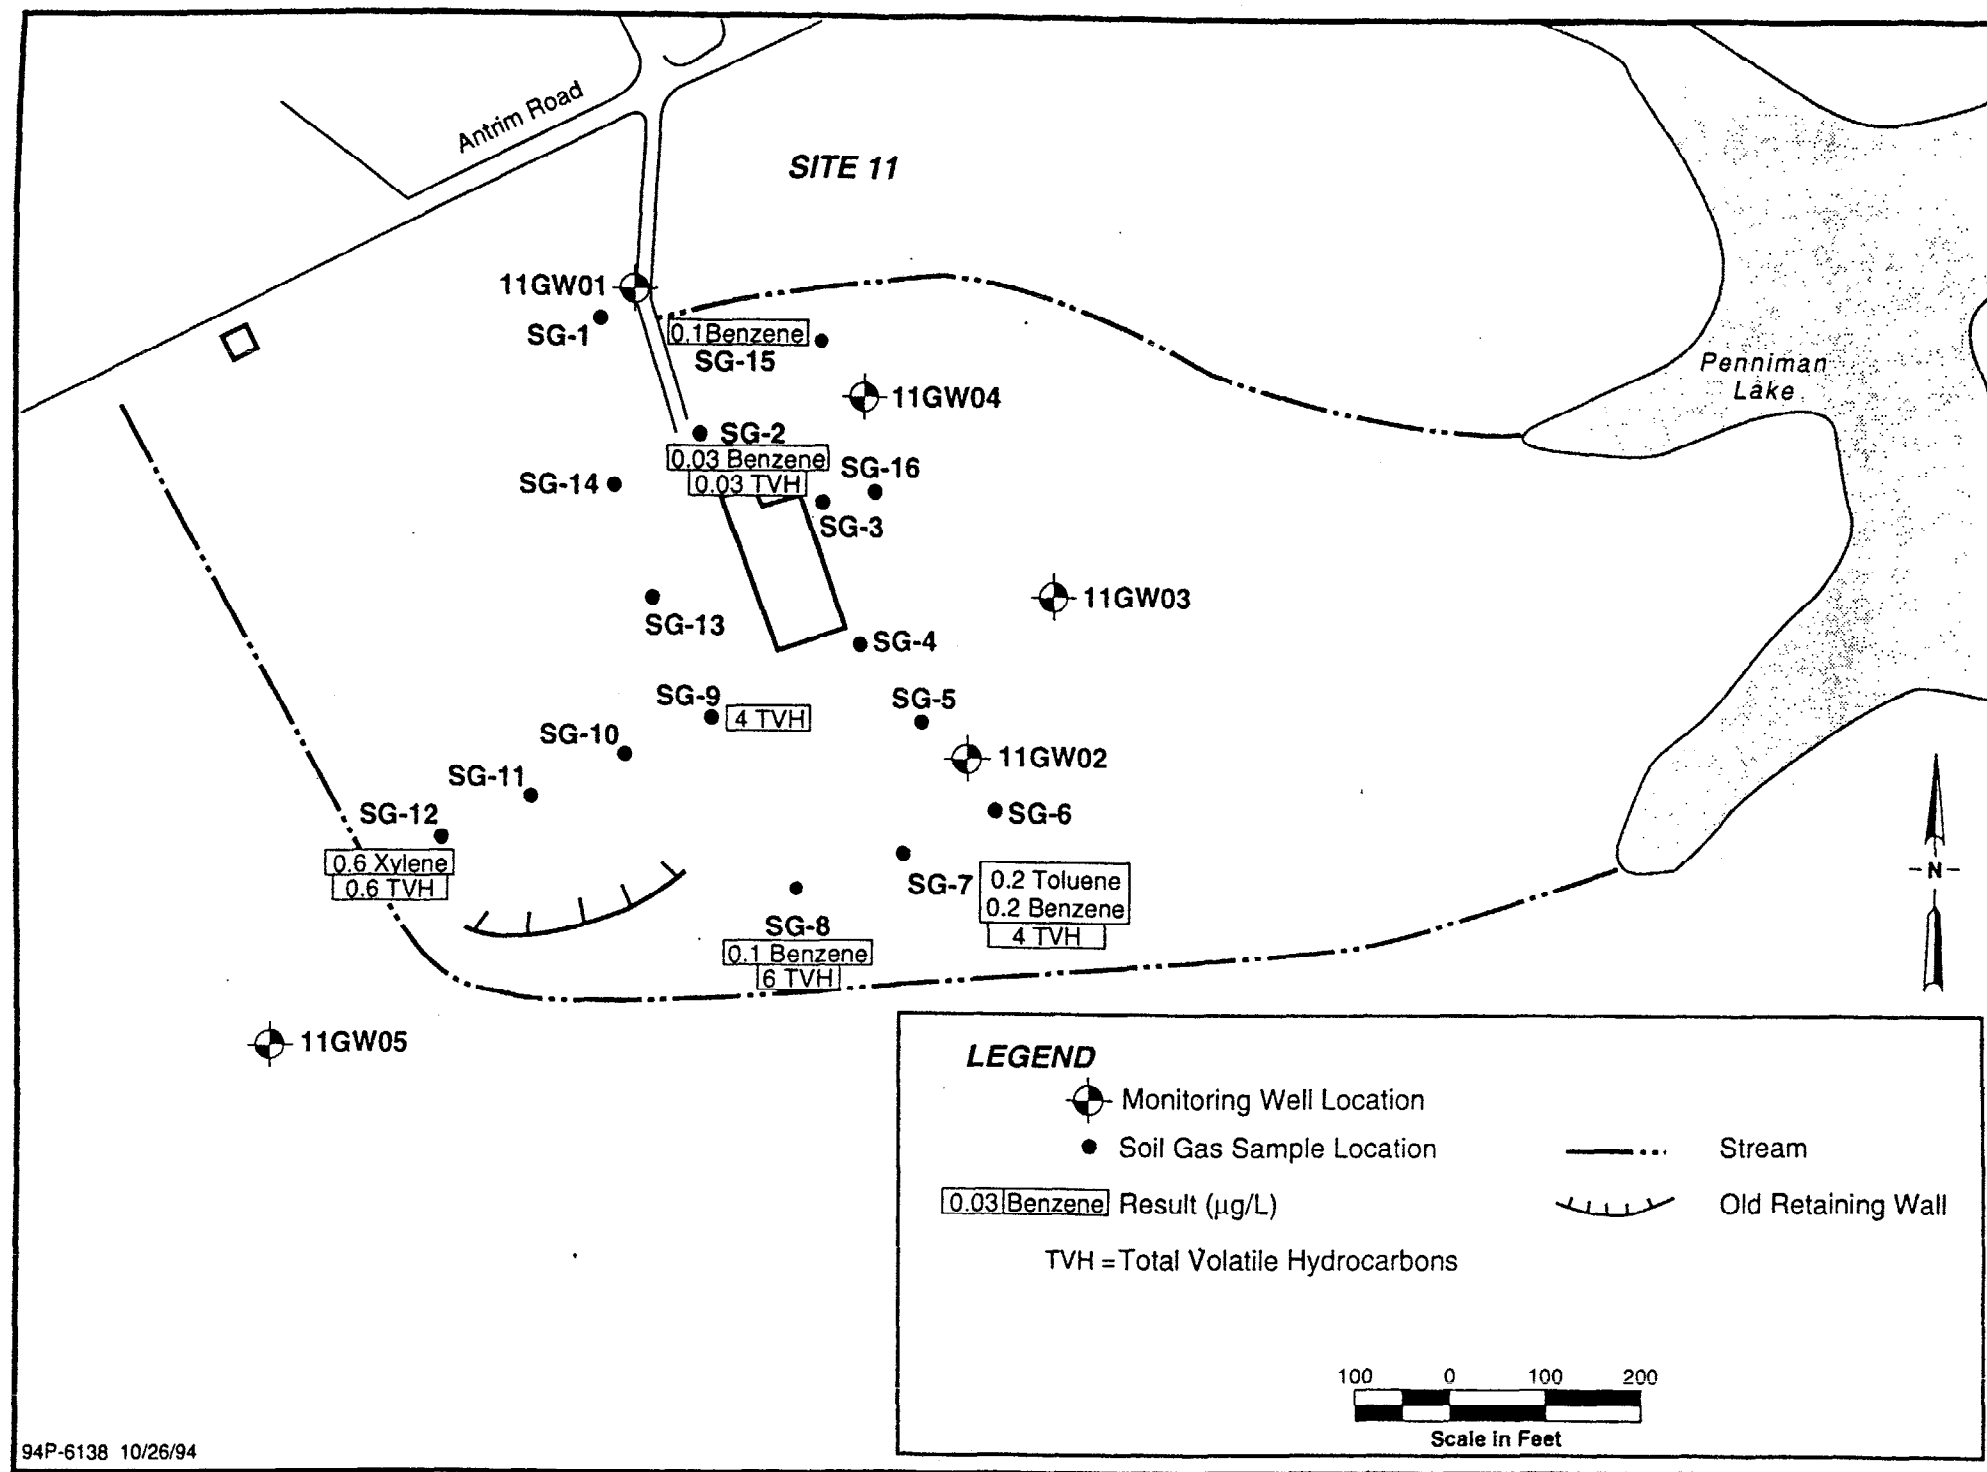 Antrim Road
SITE 11
11GW01
SG-1
0.1 Benzene
SG-15
Penniman
Lake
11GW04
SG-2
0.03 Benzene
0.03 TVH
SG-16
SG-14
SG-3
11GW03
SG-13
SG-4
SG-9
4 TVH
SG-5
SG-10
11GW02
SG-11
SG-12
0.6 Xylene
0.6 TVH
SG-6
SG-7
0.2 Toluene
0.2 Benzene
4 TVH
SG-8
0.1 Benzene
6 TVH
-N-
11GW05
LEGEND
Monitoring Well Location
Soil Gas Sample Location
Stream
0.03 Benzene Result (µg/L)
Old Retaining Wall
TVH = Total Volatile Hydrocarbons
100 0 100 200
Scale in Feet
94P-6138 10/26/94